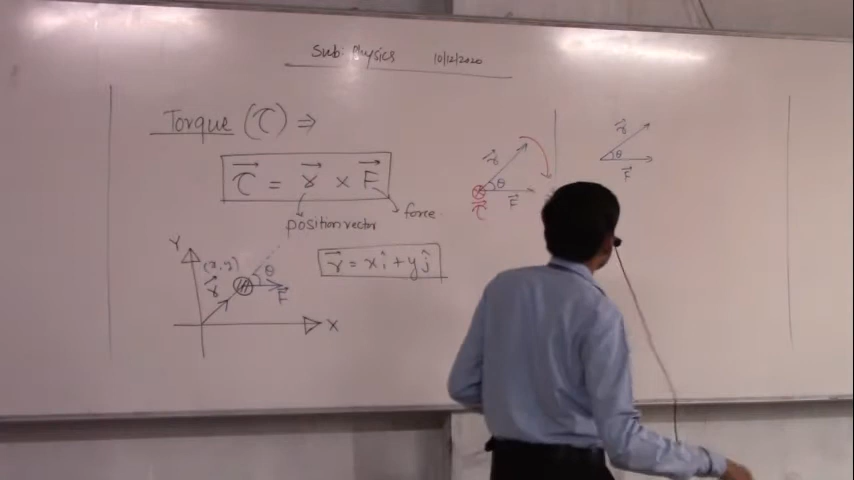 Sub: Physics 10/12/2020
Torque (τ) ⇒
τ⃗ = r⃗ × F⃗
position vector
force
Y
(x,y)
θ
r⃗
F⃗
X
r⃗ = xî + yĵ
r⃗
θ
F⃗
τ⃗
r⃗
θ
F⃗